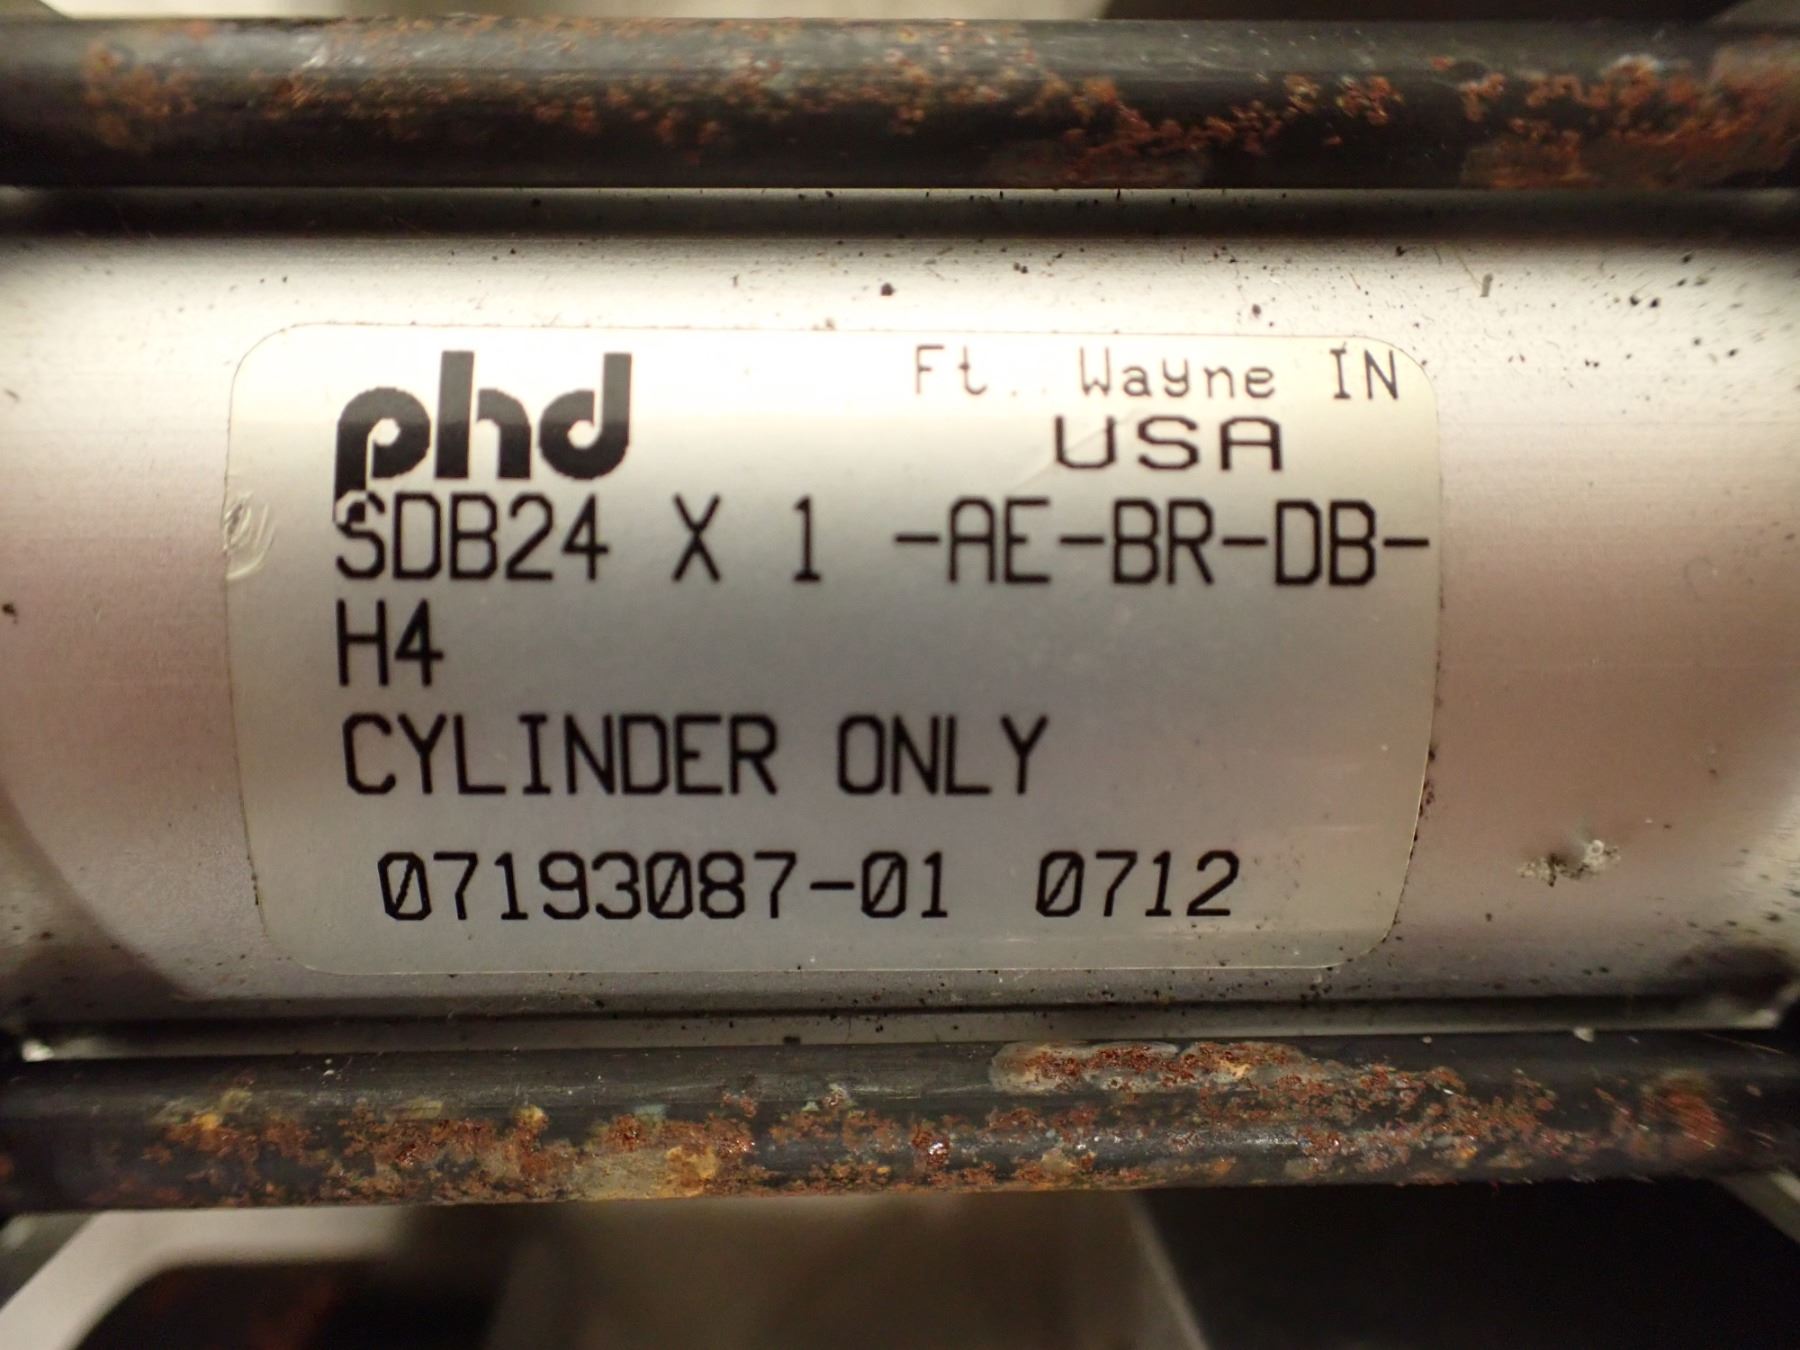 phd
Ft. Wayne IN
USA
SDB24 X 1 -AE-BR-DB-
H4
CYLINDER ONLY
07193087-01 0712